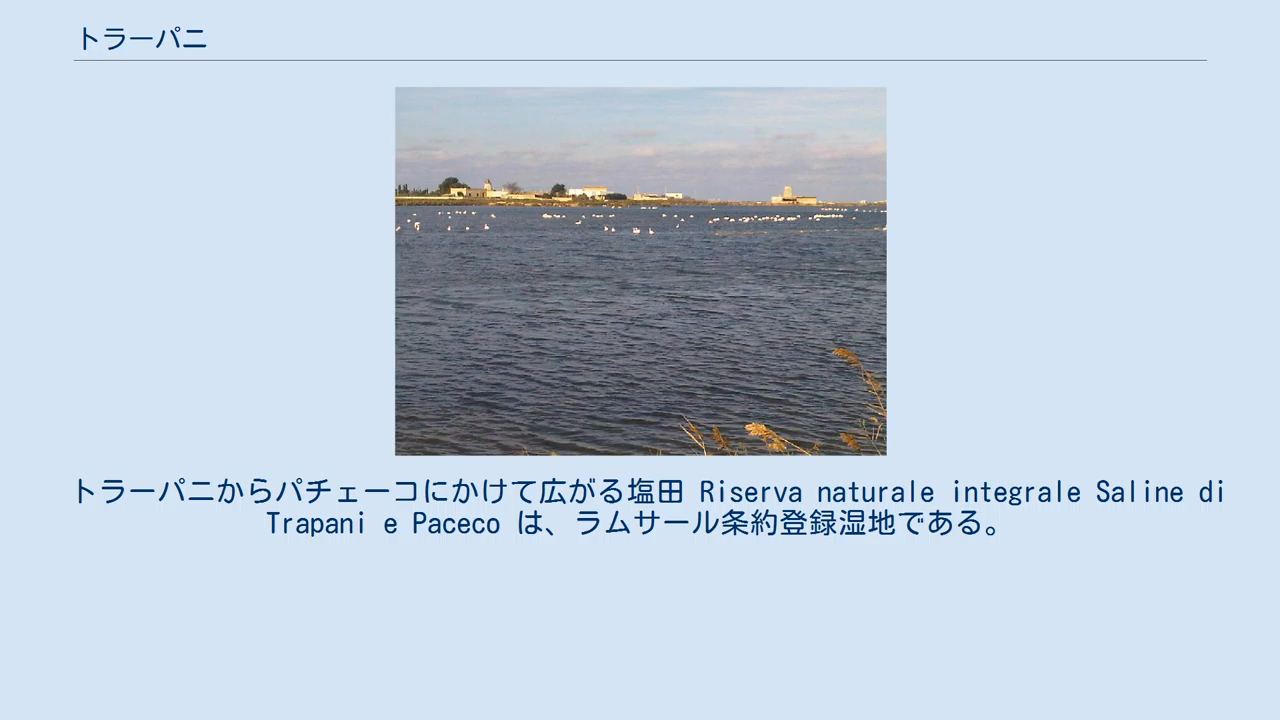 トラーパニ
トラーパニからパチェーコにかけて広がる塩田 Riserva naturale integrale Saline di
Trapani e Paceco は、ラムサール条約登録湿地である。